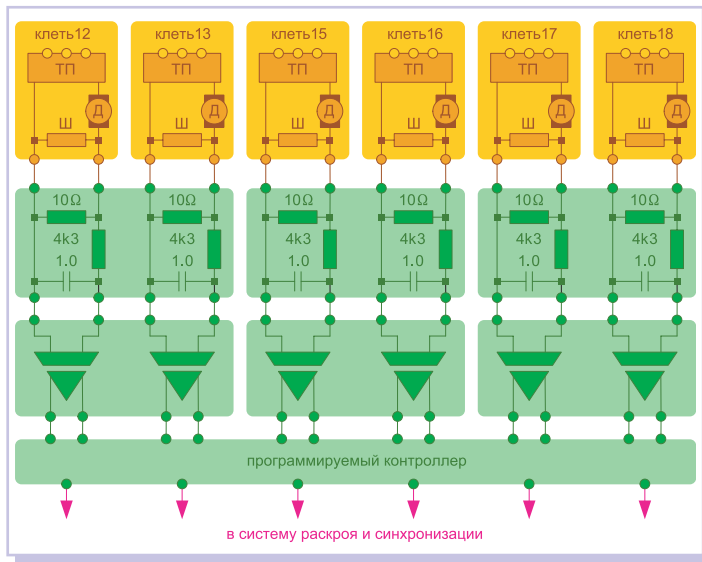 клеть12 клеть13 клеть15 клеть16 клеть17 клеть18
ТП ТП ТП ТП ТП ТП
Д Д Д Д Д Д
Ш Ш Ш Ш Ш Ш
10Ω 10Ω 10Ω 10Ω 10Ω 10Ω
4k3 4k3 4k3 4k3 4k3 4k3
1.0 1.0 1.0 1.0 1.0 1.0
программируемый контроллер
в систему раскроя и синхронизации